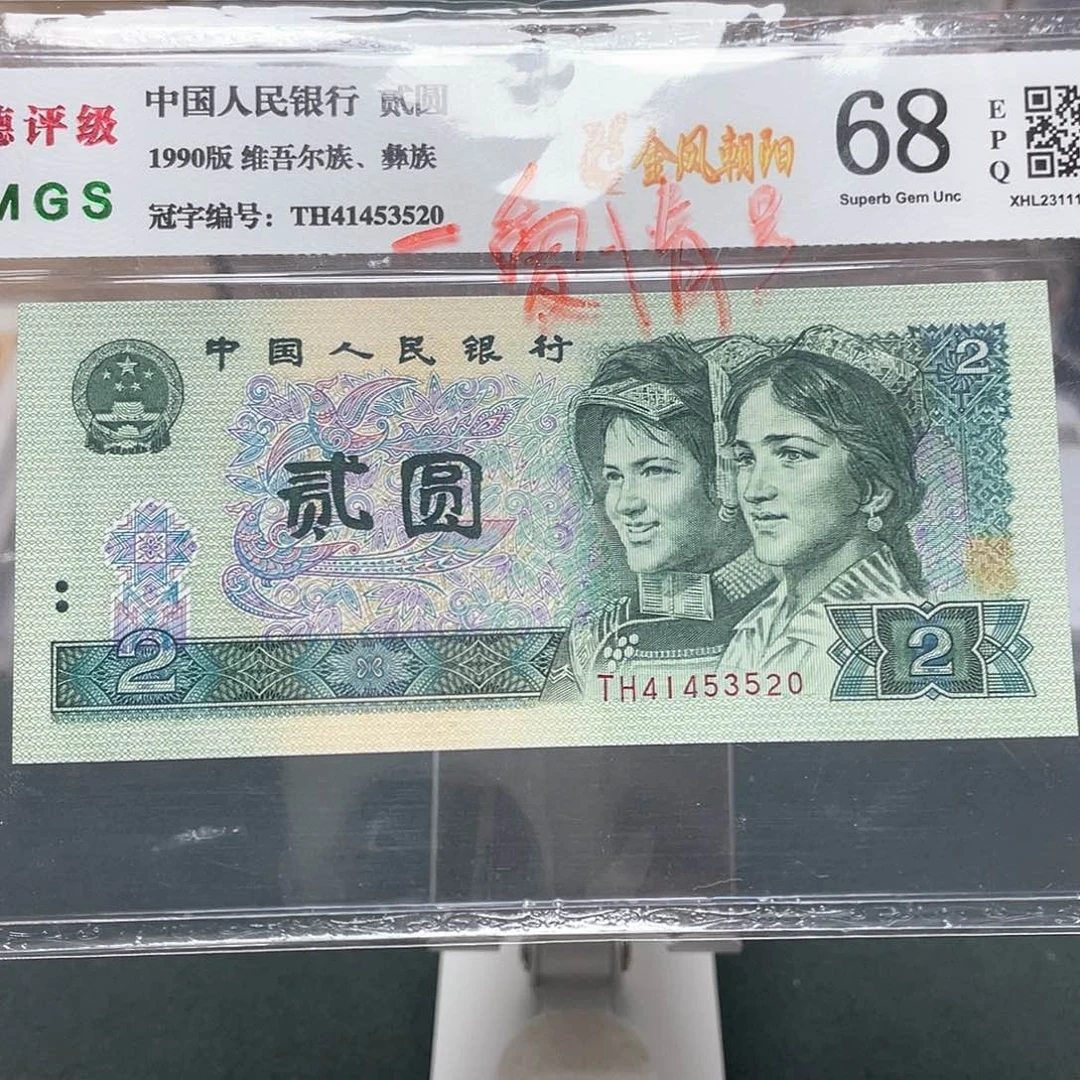 德评级
MGS
中国人民银行 贰圆
1990版 维吾尔族、彝族
冠字编号：TH41453520
金凤朝阳
68
Superb Gem Unc
EPQ
XHL23111
中国人民银行
贰圆
2
2
2
TH41453520